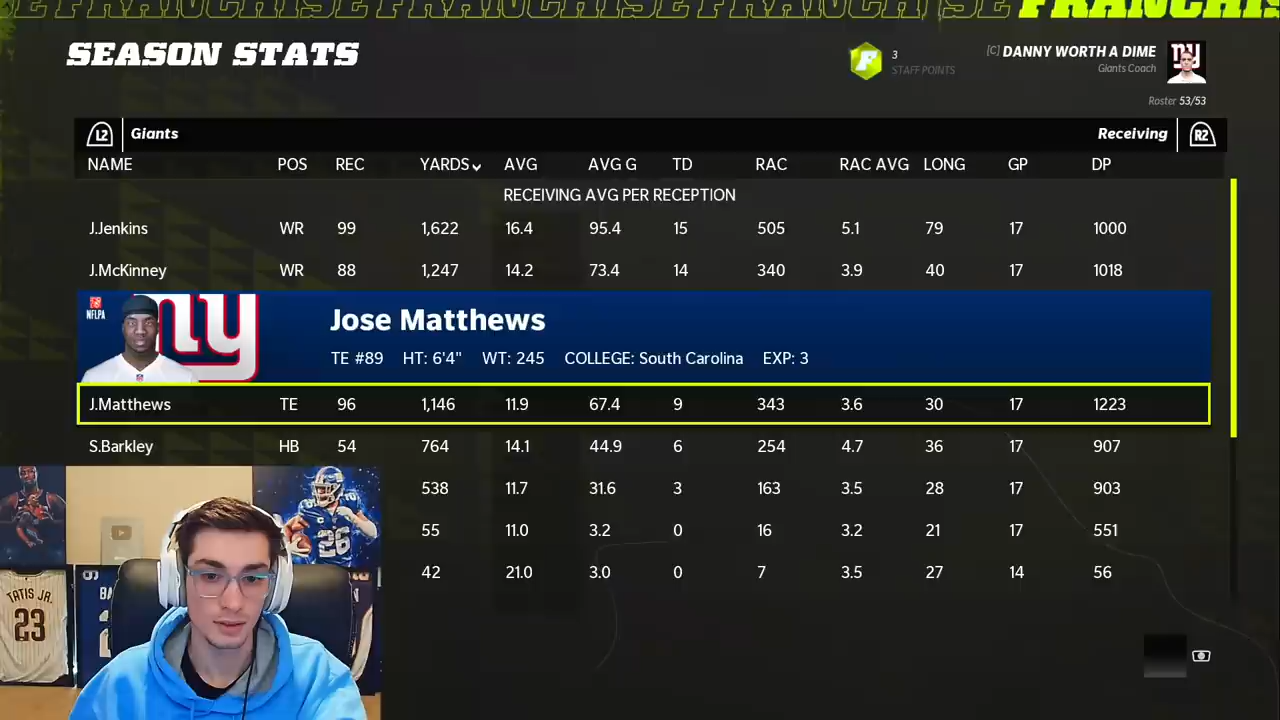 FRANCHISE FRANCHISE FRANCHISE FRANCHISE
SEASON STATS
3
STAFF POINTS
[C] DANNY WORTH A DIME
Giants Coach
Roster 53/53
L2 Giants
Receiving R2
NAME POS REC YARDS AVG AVG G TD RAC RAC AVG LONG GP DP
RECEIVING AVG PER RECEPTION
J.Jenkins WR 99 1,622 16.4 95.4 15 505 5.1 79 17 1000
J.McKinney WR 88 1,247 14.2 73.4 14 340 3.9 40 17 1018
NFLPA
ny
Jose Matthews
TE #89 HT: 6'4" WT: 245 COLLEGE: South Carolina EXP: 3
J.Matthews TE 96 1,146 11.9 67.4 9 343 3.6 30 17 1223
S.Barkley HB 54 764 14.1 44.9 6 254 4.7 36 17 907
538 11.7 31.6 3 163 3.5 28 17 903
55 11.0 3.2 0 16 3.2 21 17 551
42 21.0 3.0 0 7 3.5 27 14 56
26
TATIS JR.
23